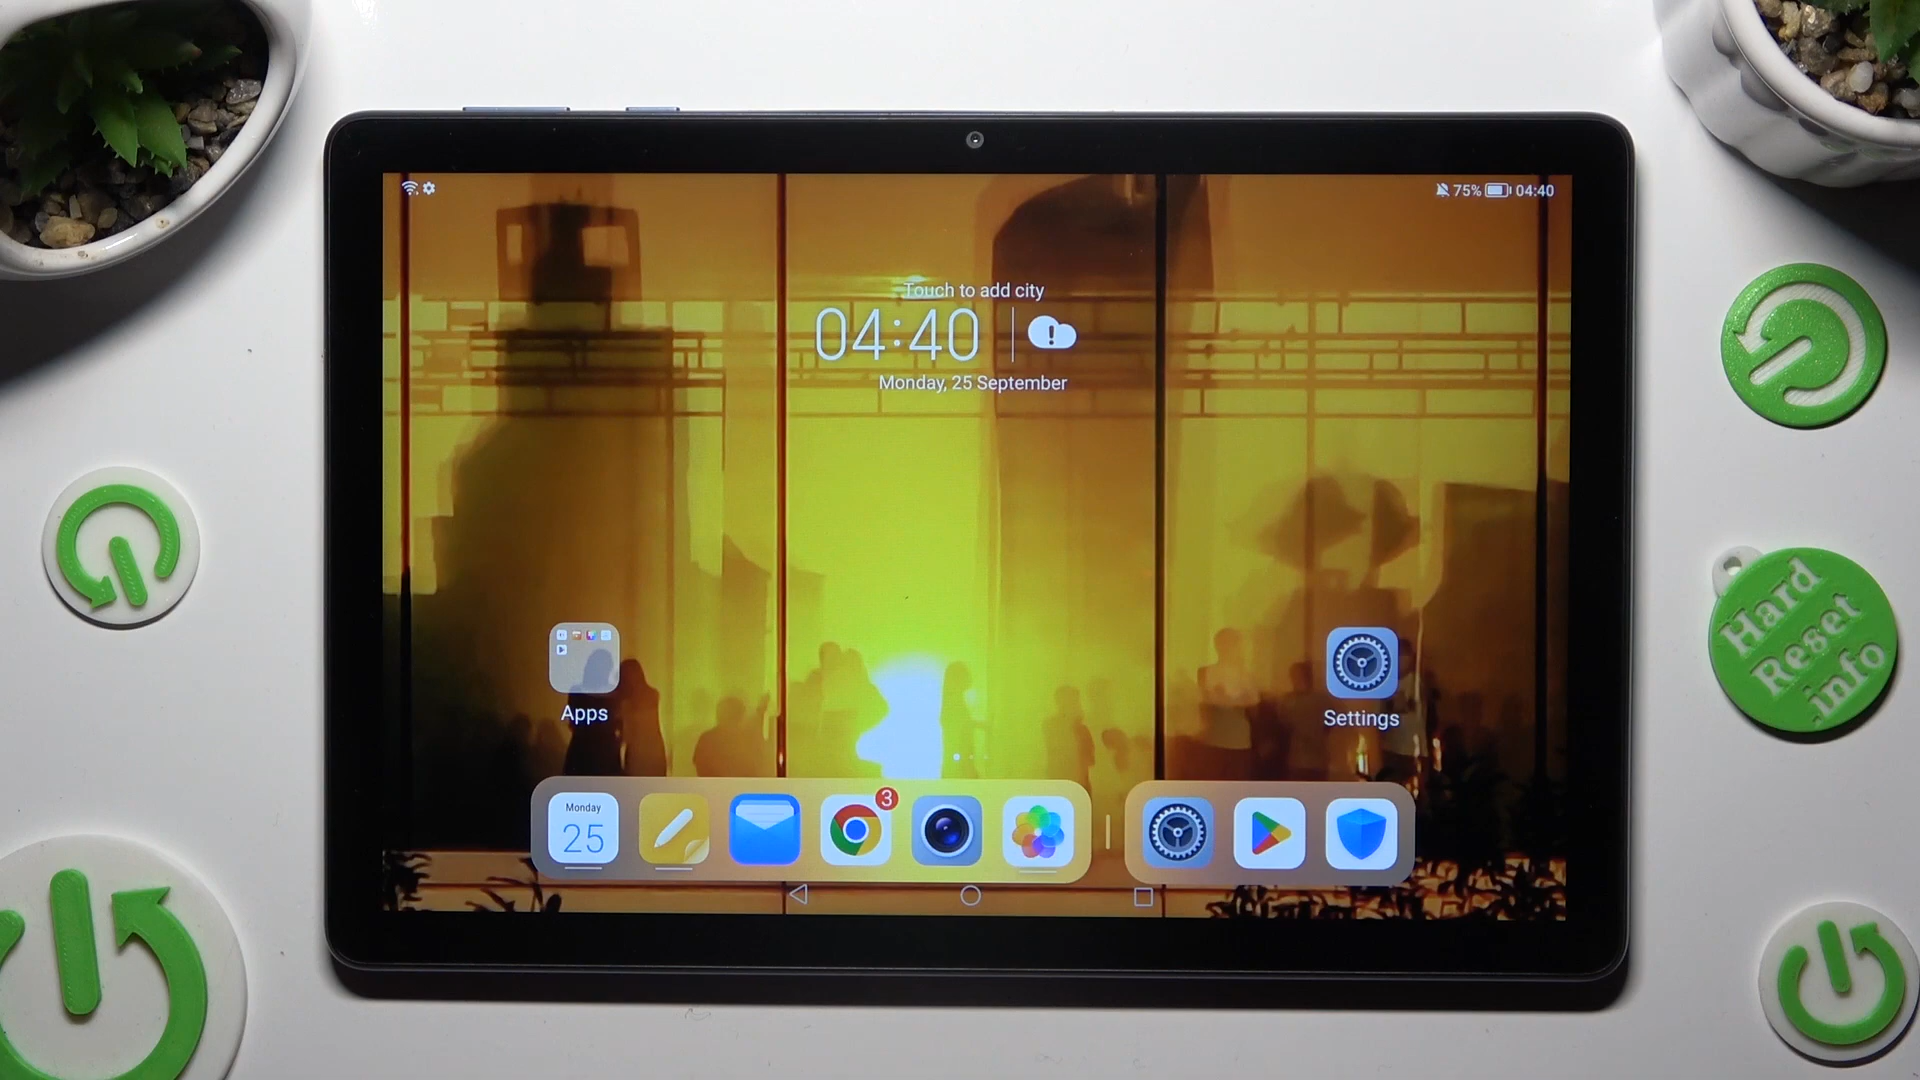 75% 04:40
Touch to add city
04:40
Monday, 25 September
Apps
Settings
Monday
25
3
Hard
Reset
.info